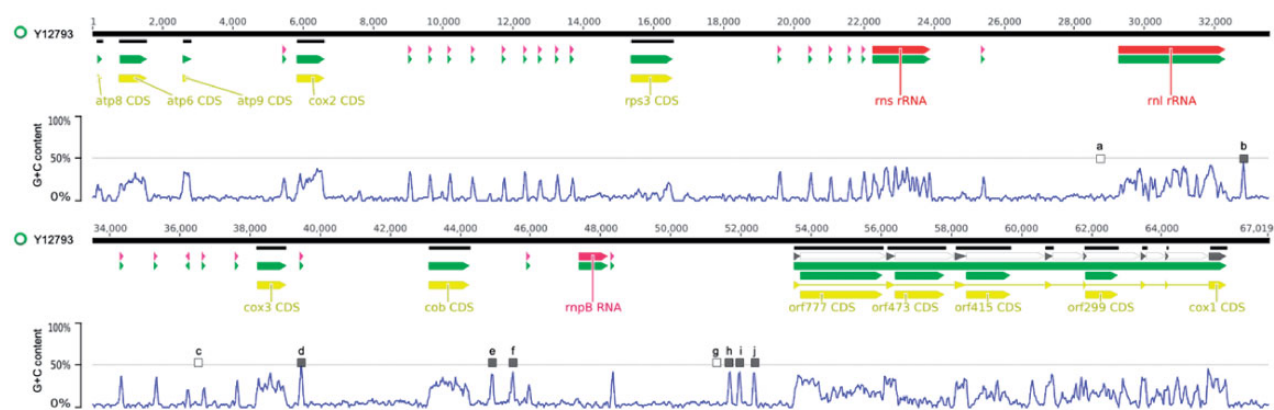 1 2,000 4,000 6,000 8,000 10,000 12,000 14,000 16,000 18,000 20,000 22,000 24,000 26,000 28,000 30,000 32,000
Y12793
atp8 CDS atp6 CDS atp9 CDS cox2 CDS rps3 CDS rns rRNA rnl rRNA
G+C content
100%
50%
0%
a b
34,000 36,000 38,000 40,000 42,000 44,000 46,000 48,000 50,000 52,000 54,000 56,000 58,000 60,000 62,000 64,000 67,019
Y12793
cox3 CDS cob CDS rnpB RNA orf777 CDS orf473 CDS orf415 CDS orf299 CDS cox1 CDS
G+C content
100%
50%
0%
c d e f g h i j